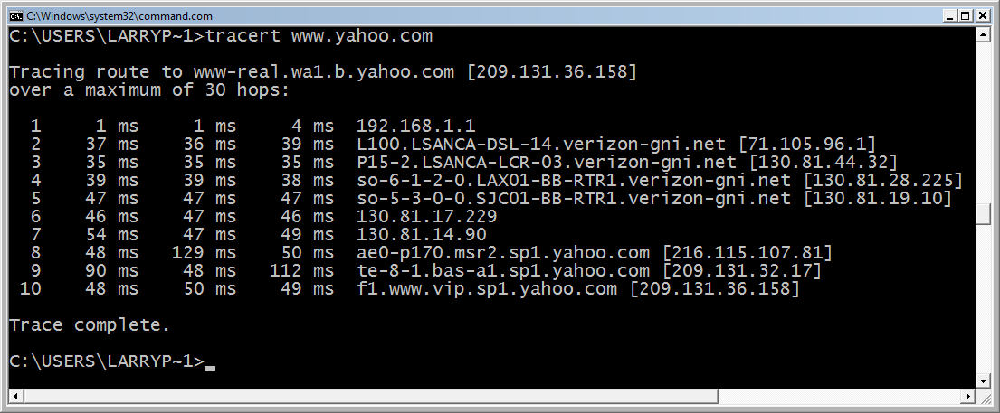 C:\Windows\system32\command.com
C:\USERS\LARRYP~1>tracert www.yahoo.com
Tracing route to www-real.wa1.b.yahoo.com [209.131.36.158]
over a maximum of 30 hops:
1 1 ms 1 ms 4 ms 192.168.1.1
2 37 ms 36 ms 39 ms L100.LSANCA-DSL-14.verizon-gni.net [71.105.96.1]
3 35 ms 35 ms 35 ms P15-2.LSANCA-LCR-03.verizon-gni.net [130.81.44.32]
4 39 ms 39 ms 38 ms so-6-1-2-0.LAX01-BB-RTR1.verizon-gni.net [130.81.28.225]
5 47 ms 47 ms 47 ms so-5-3-0-0.SJC01-BB-RTR1.verizon-gni.net [130.81.19.10]
6 46 ms 47 ms 46 ms 130.81.17.229
7 54 ms 47 ms 49 ms 130.81.14.90
8 48 ms 129 ms 50 ms ae0-p170.msr2.sp1.yahoo.com [216.115.107.81]
9 90 ms 48 ms 112 ms te-8-1.bas-a1.sp1.yahoo.com [209.131.32.17]
10 48 ms 50 ms 49 ms f1.www.vip.sp1.yahoo.com [209.131.36.158]
Trace complete.
C:\USERS\LARRYP~1>_